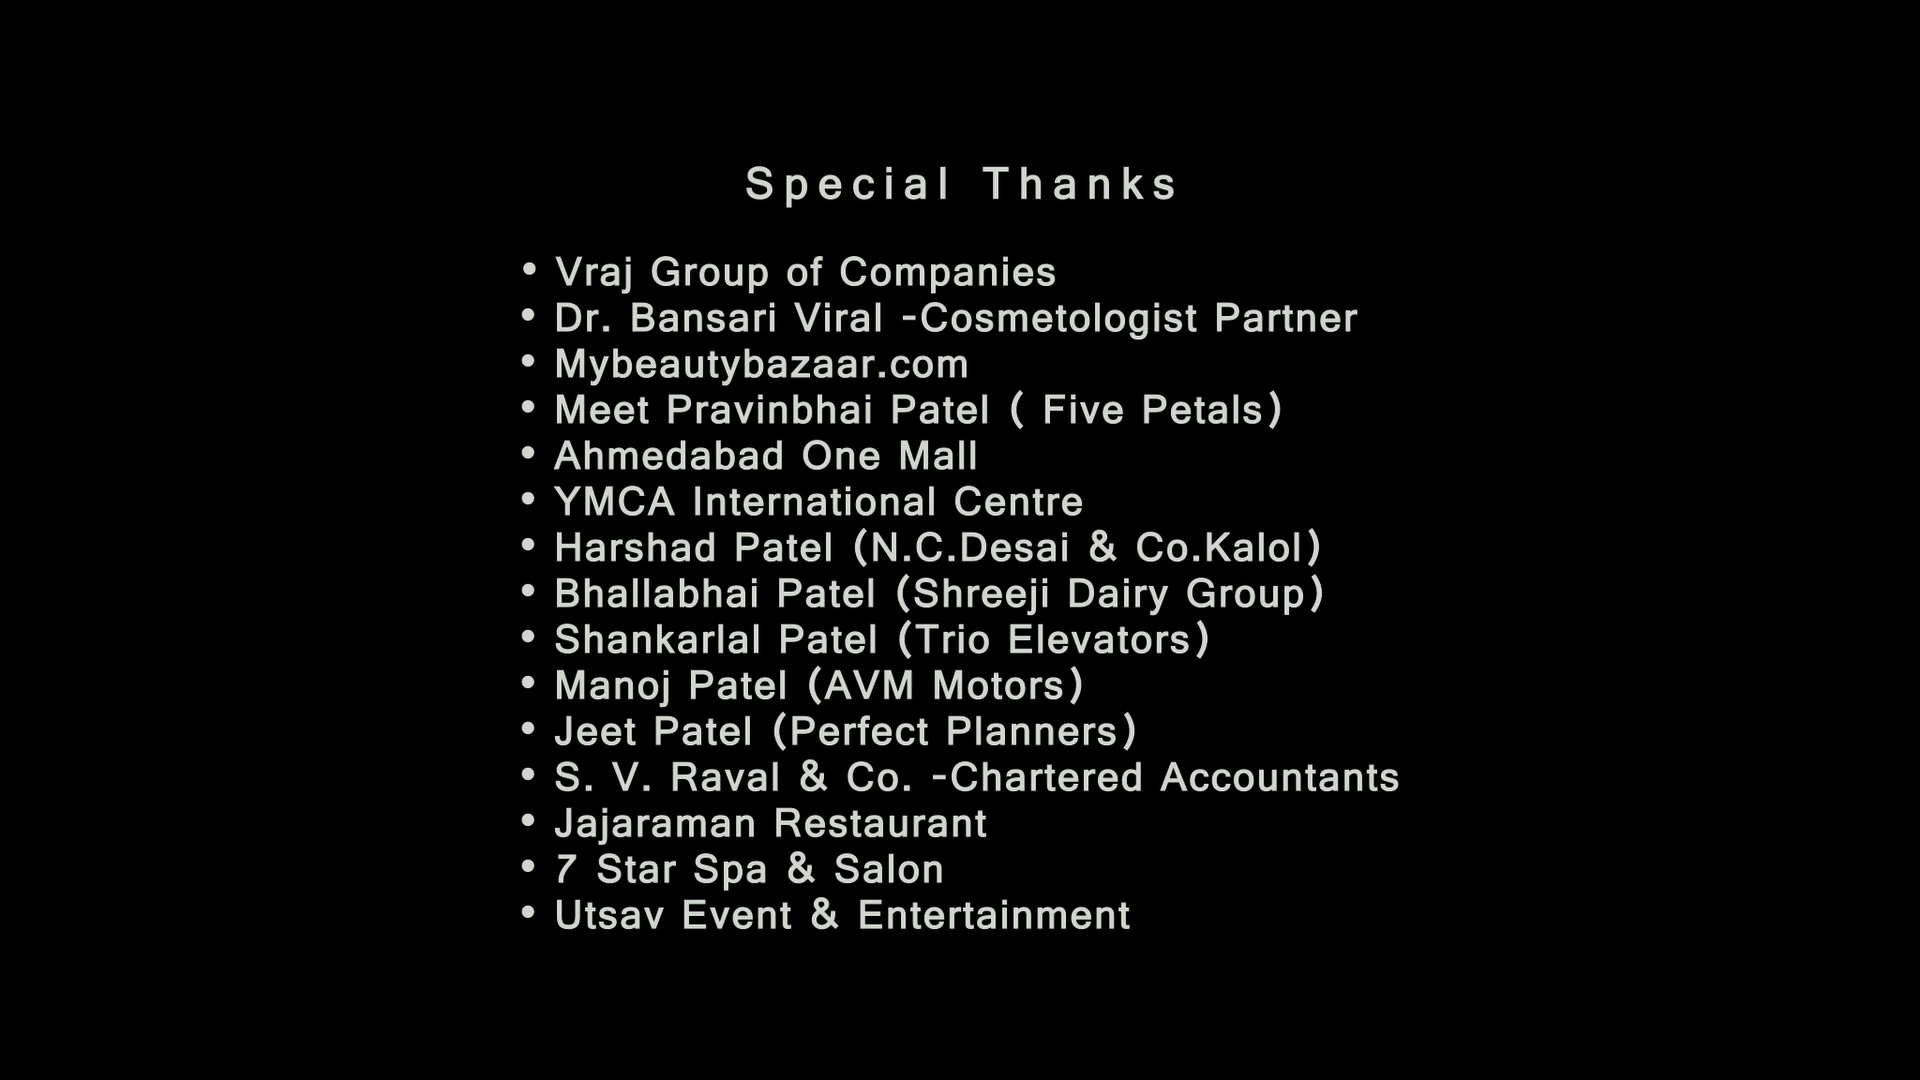 Special Thanks
• Vraj Group of Companies
• Dr. Bansari Viral -Cosmetologist Partner
• Mybeautybazaar.com
• Meet Pravinbhai Patel ( Five Petals)
• Ahmedabad One Mall
• YMCA International Centre
• Harshad Patel (N.C.Desai & Co.Kalol)
• Bhallabhai Patel (Shreeji Dairy Group)
• Shankarlal Patel (Trio Elevators)
• Manoj Patel (AVM Motors)
• Jeet Patel (Perfect Planners)
• S. V. Raval & Co. -Chartered Accountants
• Jajaraman Restaurant
• 7 Star Spa & Salon
• Utsav Event & Entertainment